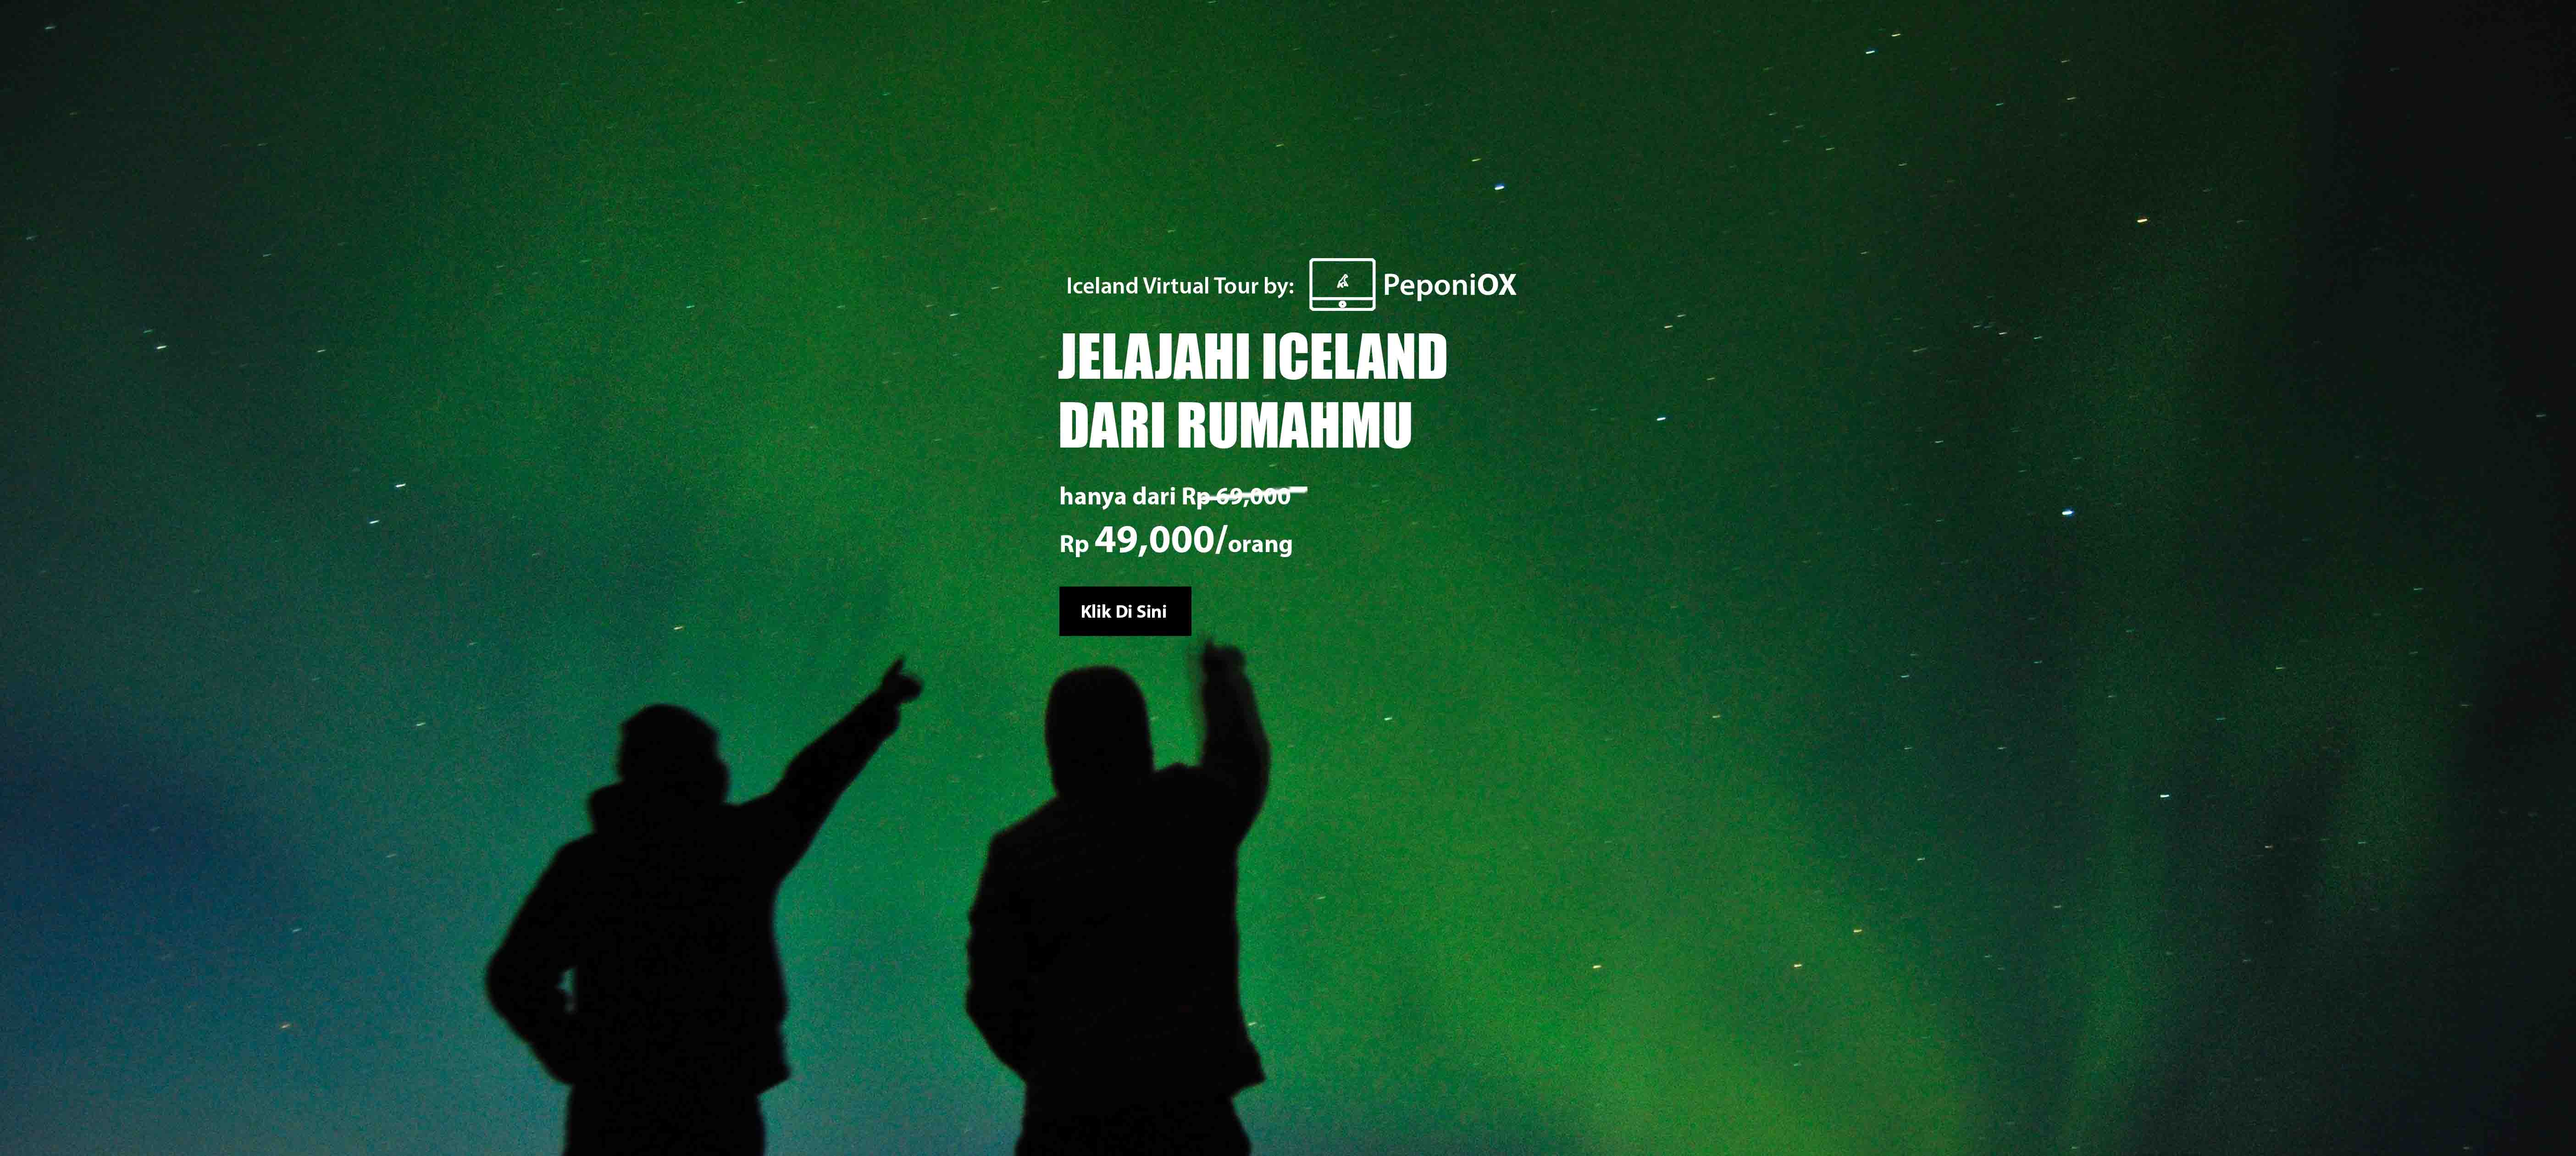 Iceland Virtual Tour by: PeponiOX
JELAJAHI ICELAND
DARI RUMAHMU
hanya dari Rp 69,000
Rp 49,000/orang
Klik Di Sini